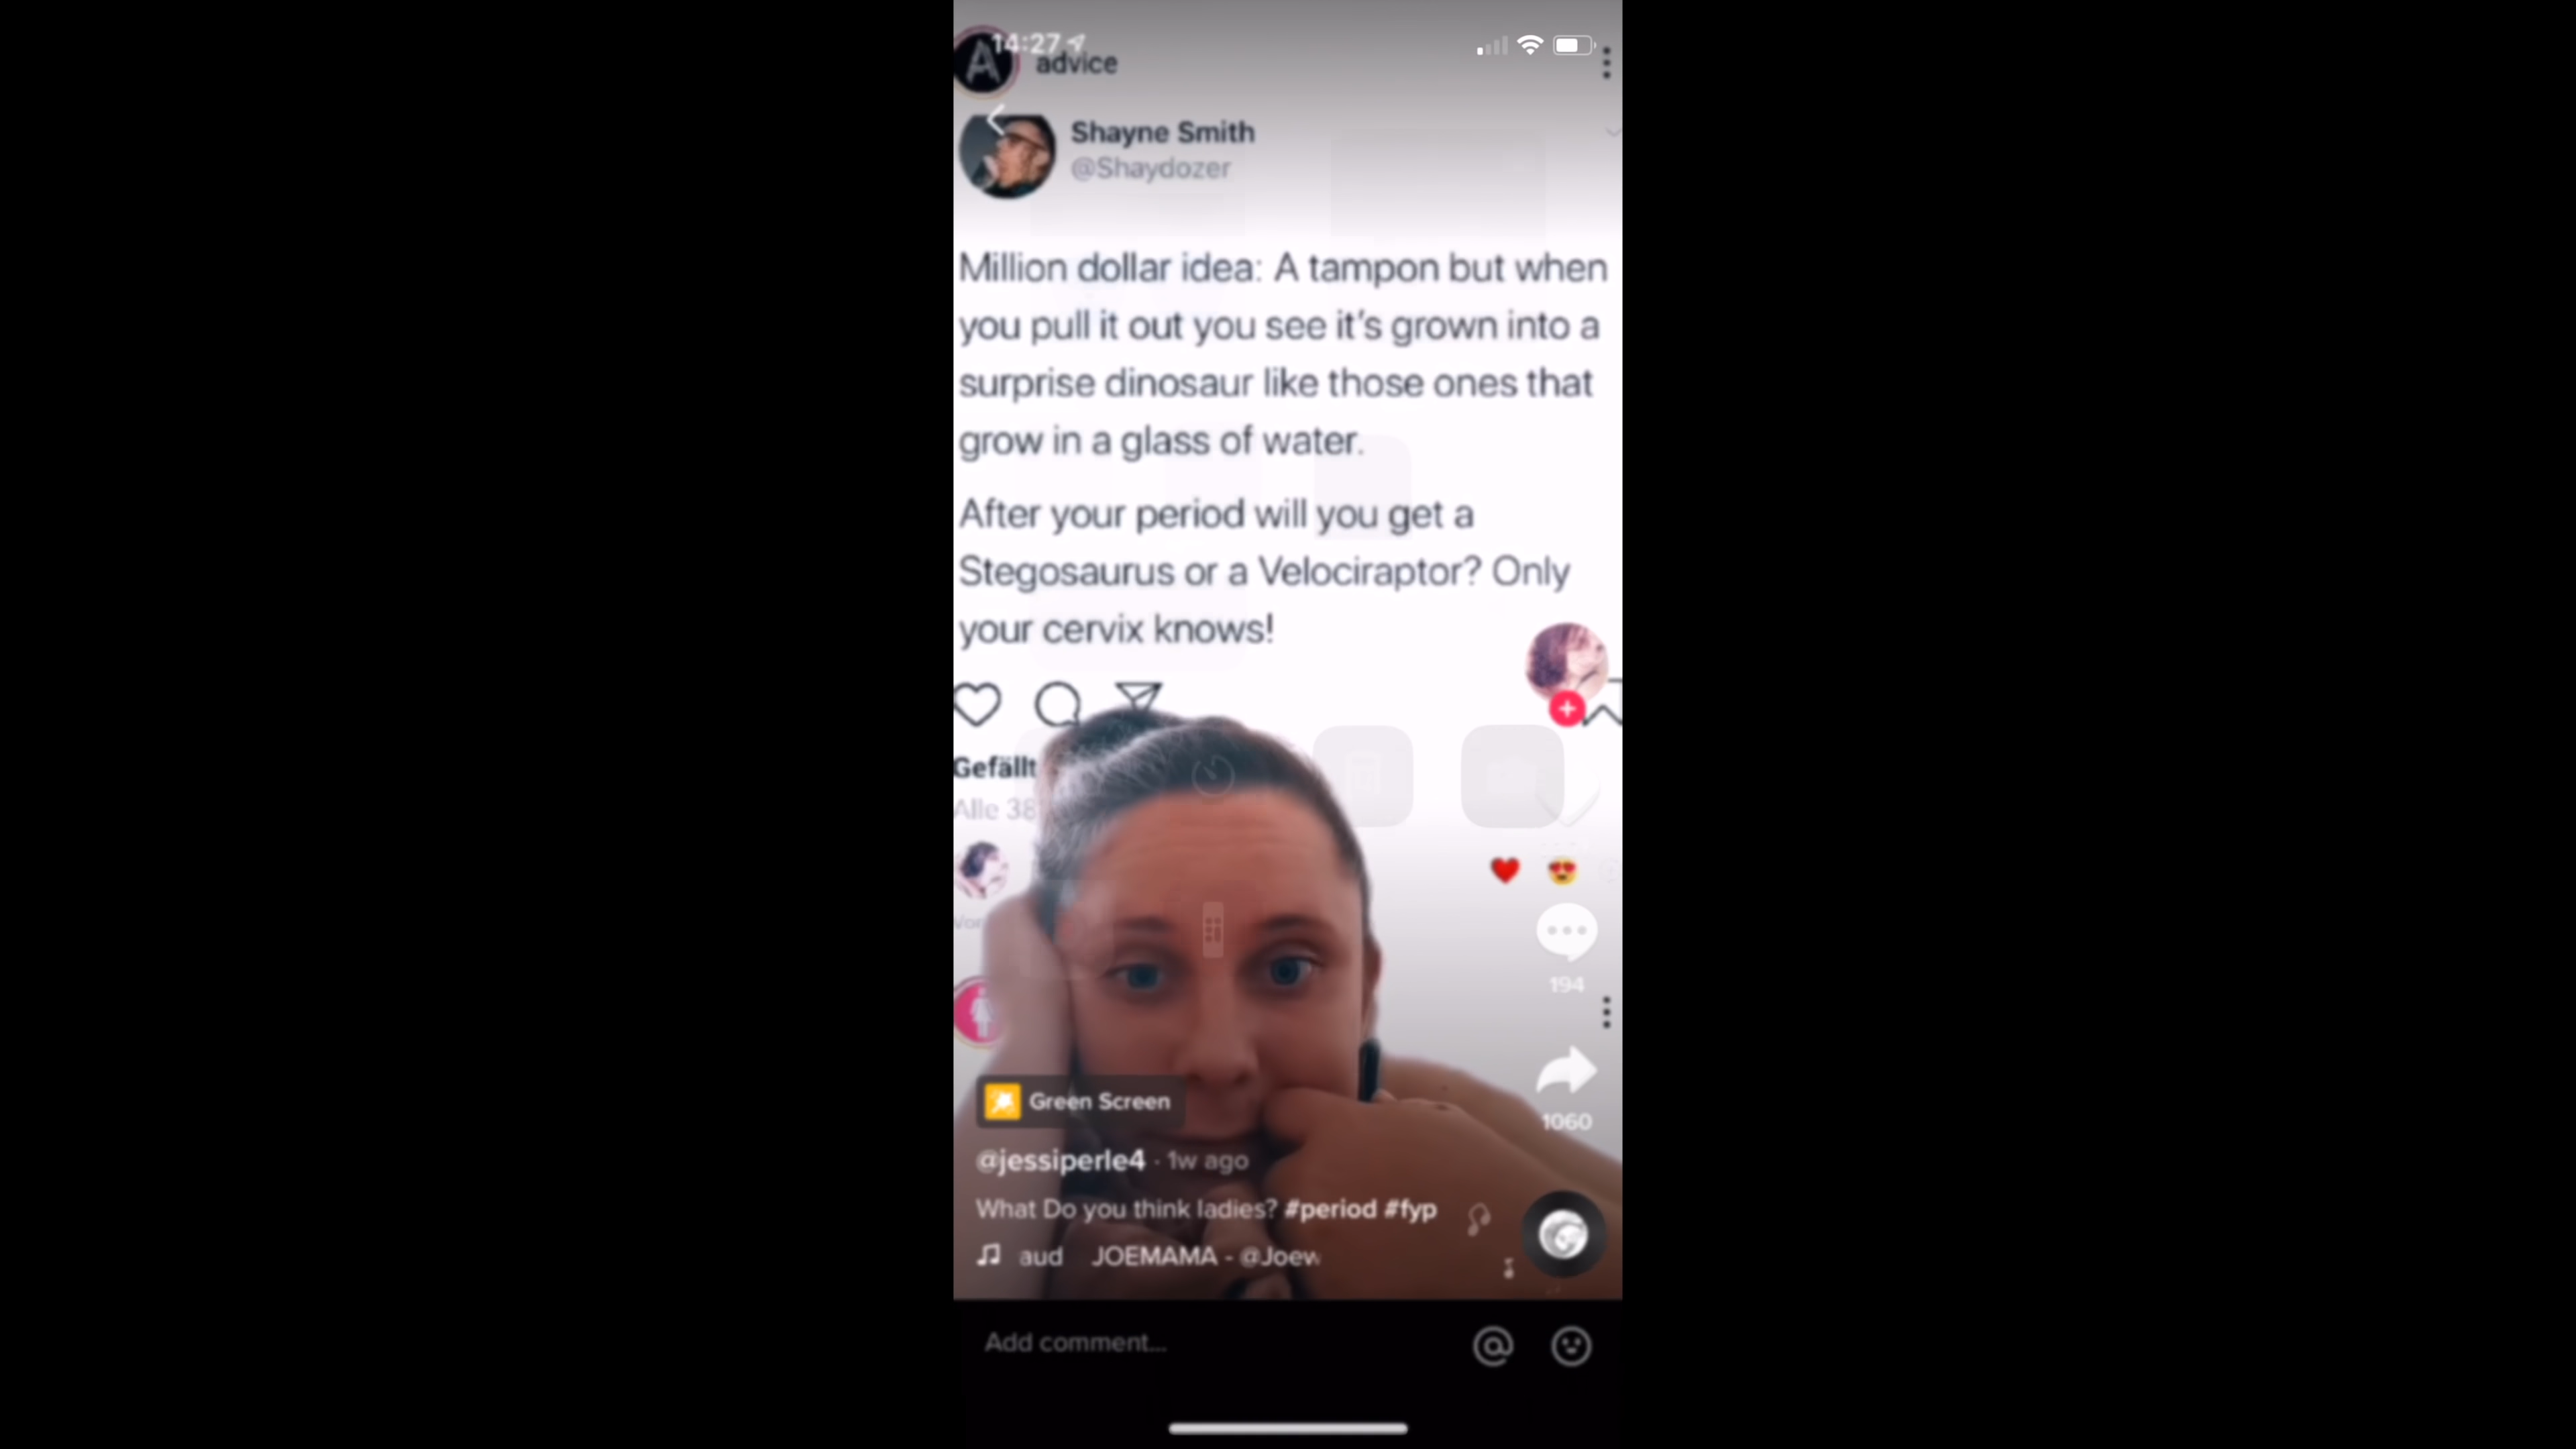 14:27
advice
Shayne Smith
@Shaydozer
Million dollar idea: A tampon but when
you pull it out you see it's grown into a
surprise dinosaur like those ones that
grow in a glass of water.
After your period will you get a
Stegosaurus or a Velociraptor? Only
your cervix knows!
Gefällt
Alle 38
194
1060
Green Screen
@jessiperle4 · 1w ago
What Do you think ladies? #period #fyp
aud JOEMAMA - @Joew
Add comment...